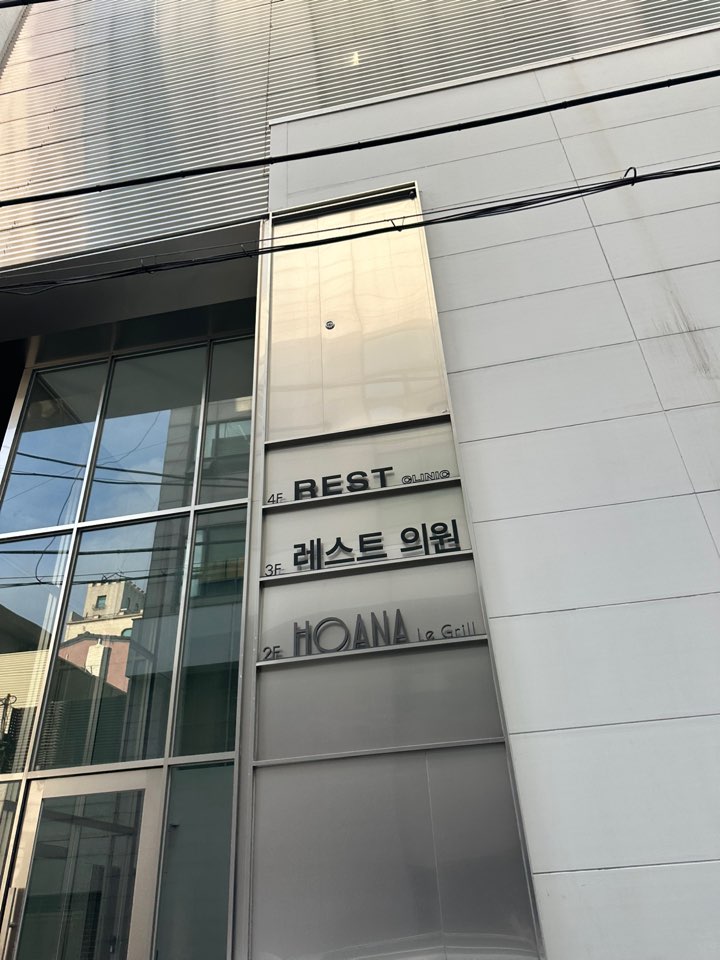 4F REST CLINIC
3F 레스트 의원
2F HOANA Le Grill